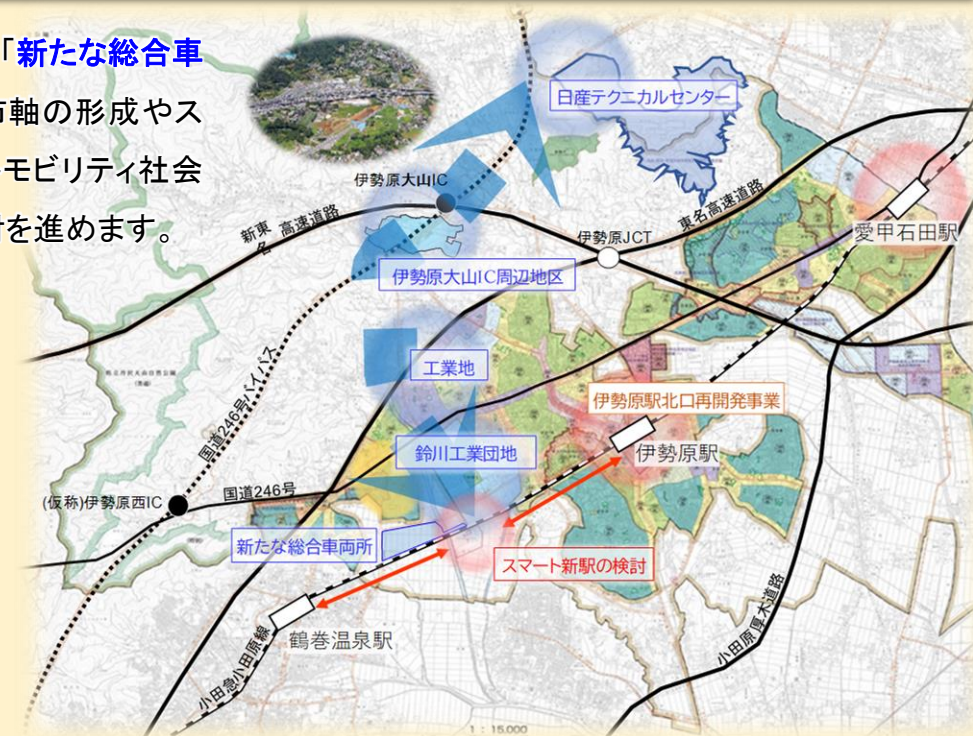 「新たな総合車
軸の形成やス
モビリティ社会
を進めます。
日産テクニカルセンター
伊勢原大山IC
新東名高速道路
東名高速道路
伊勢原JCT
愛甲石田駅
伊勢原大山IC周辺地区
工業地
国道246号バイパス
伊勢原駅北口再開発事業
伊勢原駅
鈴川工業団地
(仮称)伊勢原西IC
国道246号
新たな総合車両所
スマート新駅の検討
鶴巻温泉駅
小田急小田原線
小田原厚木道路
1:15,000